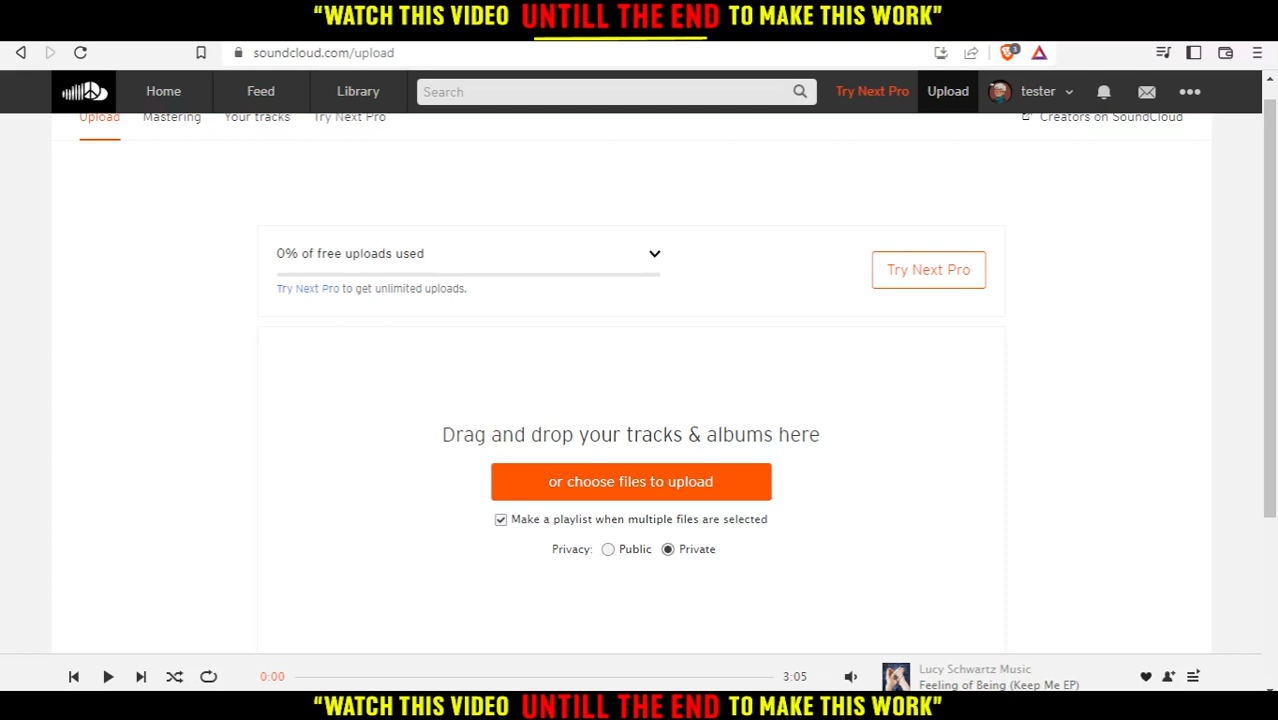 "WATCH THIS VIDEO UNTILL THE END TO MAKE THIS WORK"
soundcloud.com/upload
3
Home
Feed
Library
Search
Try Next Pro
Upload
tester
Upload
Mastering
Your tracks
Try Next Pro
Creators on SoundCloud
0% of free uploads used
Try Next Pro
Try Next Pro to get unlimited uploads.
Drag and drop your tracks & albums here
or choose files to upload
Make a playlist when multiple files are selected
Privacy: Public Private
0:00
3:05
Lucy Schwartz Music
Feeling of Being (Keep Me EP)
"WATCH THIS VIDEO UNTILL THE END TO MAKE THIS WORK"